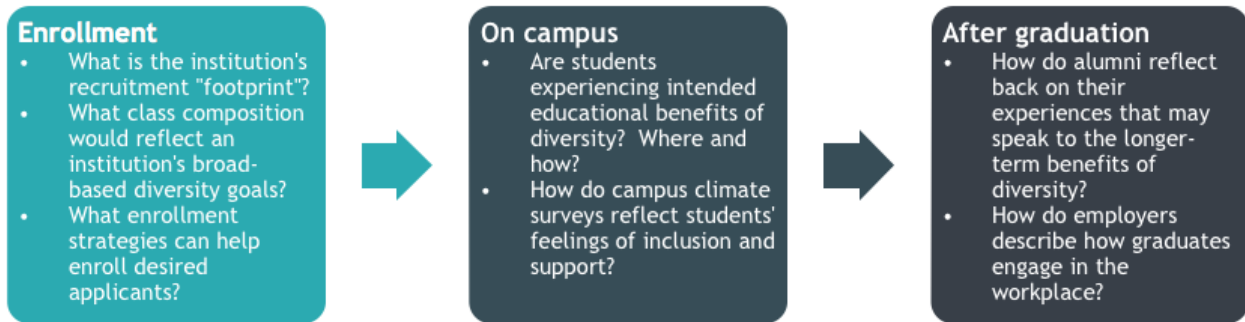 Enrollment
• What is the institution's
recruitment "footprint"?
• What class composition
would reflect an
institution's broad-
based diversity goals?
• What enrollment
strategies can help
enroll desired
applicants?
On campus
• Are students
experiencing intended
educational benefits of
diversity?  Where and
how?
• How do campus climate
surveys reflect students'
feelings of inclusion and
support?
After graduation
• How do alumni reflect
back on their
experiences that may
speak to the longer-
term benefits of
diversity?
• How do employers
describe how graduates
engage in the
workplace?